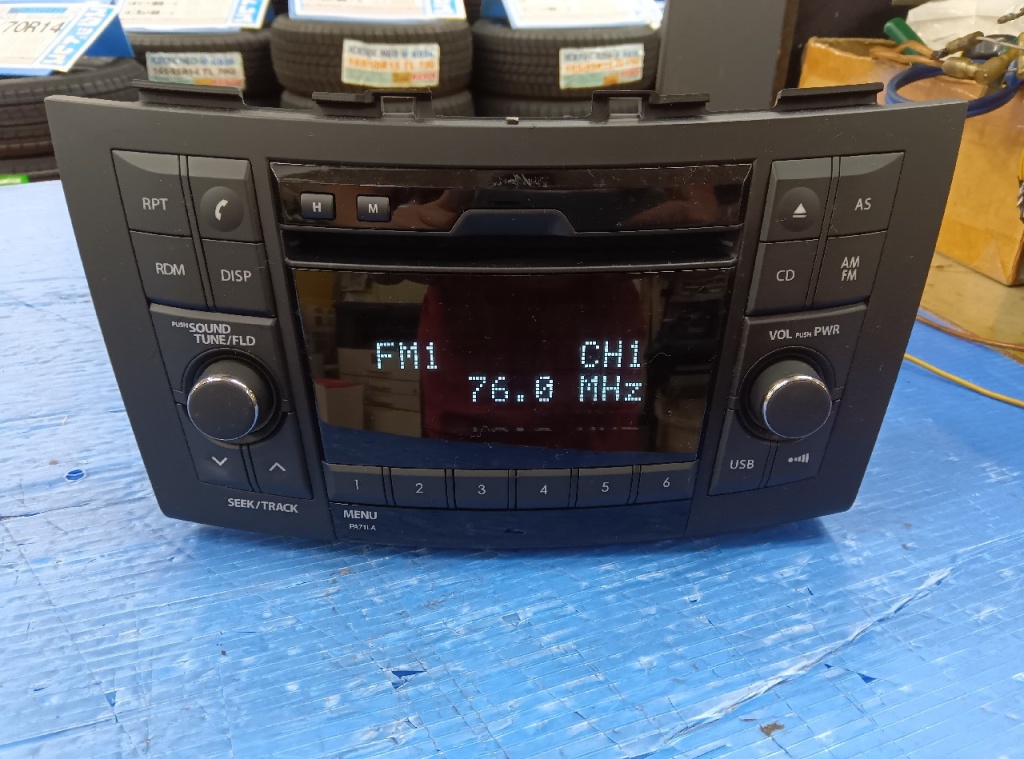 70R14
RPT
RDM
DISP
PUSH SOUND
TUNE/FLD
SEEK/TRACK
H
M
FM1 CH1
76.0 MHz
1 2 3 4 5 6
MENU
AS
CD
AM
FM
VOL PUSH PWR
USB